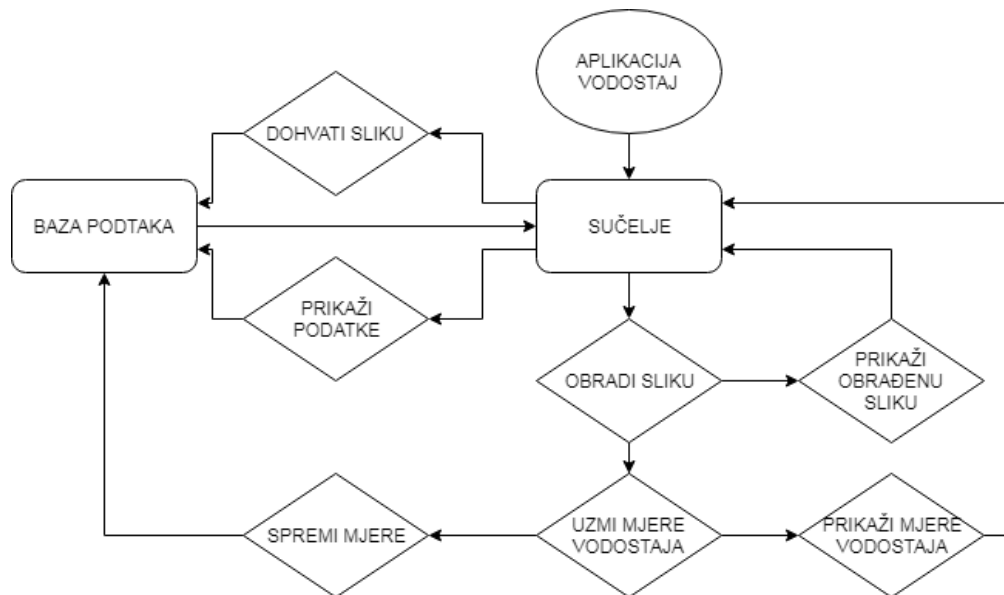 APLIKACIJA
VODOSTAJ
DOHVATI SLIKU
BAZA PODTAKA
SUČELJE
PRIKAŽI
PODATKE
OBRADI SLIKU
PRIKAŽI
OBRAĐENU
SLIKU
SPREMI MJERE
UZMI MJERE
VODOSTAJA
PRIKAŽI MJERE
VODOSTAJA